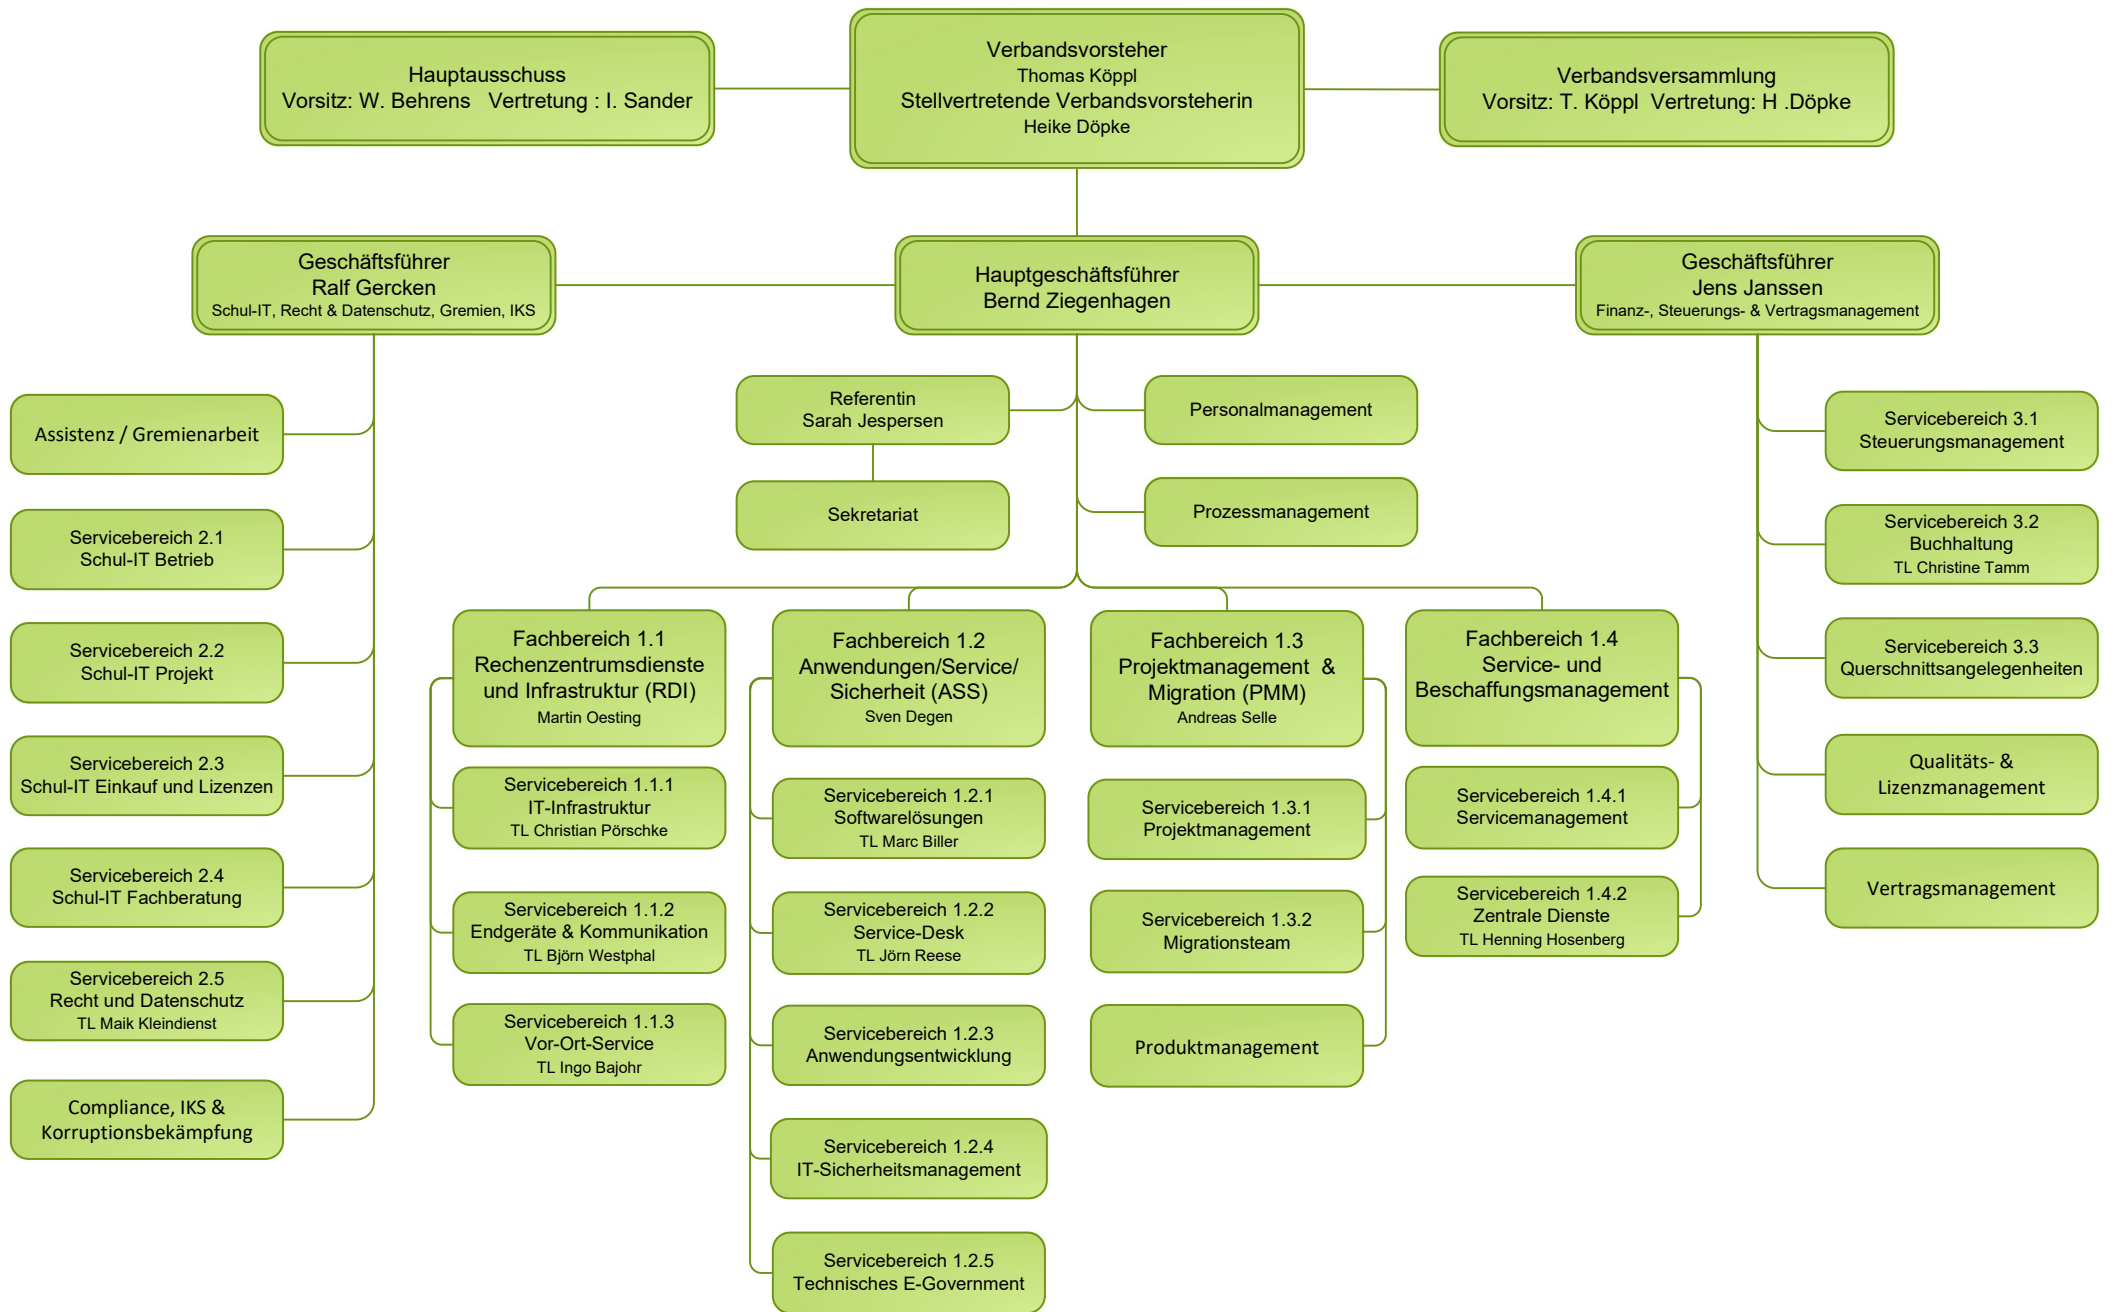 Hauptausschuss
Vorsitz: W. Behrens Vertretung : I. Sander
Verbandsvorsteher
Thomas Köppl
Stellvertretende Verbandsvorsteherin
Heike Döpke
Verbandsversammlung
Vorsitz: T. Köppl Vertretung: H .Döpke
Geschäftsführer
Ralf Gercken
Schul-IT, Recht & Datenschutz, Gremien, IKS
Hauptgeschäftsführer
Bernd Ziegenhagen
Geschäftsführer
Jens Janssen
Finanz-, Steuerungs- & Vertragsmanagement
Assistenz / Gremienarbeit
Servicebereich 2.1
Schul-IT Betrieb
Servicebereich 2.2
Schul-IT Projekt
Servicebereich 2.3
Schul-IT Einkauf und Lizenzen
Servicebereich 2.4
Schul-IT Fachberatung
Servicebereich 2.5
Recht und Datenschutz
TL Maik Kleindienst
Compliance, IKS &
Korruptionsbekämpfung
Referentin
Sarah Jespersen
Sekretariat
Personalmanagement
Prozessmanagement
Fachbereich 1.1
Rechenzentrumsdienste
und Infrastruktur (RDI)
Martin Oesting
Servicebereich 1.1.1
IT-Infrastruktur
TL Christian Pörschke
Servicebereich 1.1.2
Endgeräte & Kommunikation
TL Björn Westphal
Servicebereich 1.1.3
Vor-Ort-Service
TL Ingo Bajohr
Fachbereich 1.2
Anwendungen/Service/
Sicherheit (ASS)
Sven Degen
Servicebereich 1.2.1
Softwarelösungen
TL Marc Biller
Servicebereich 1.2.2
Service-Desk
TL Jörn Reese
Servicebereich 1.2.3
Anwendungsentwicklung
Servicebereich 1.2.4
IT-Sicherheitsmanagement
Servicebereich 1.2.5
Technisches E-Government
Fachbereich 1.3
Projektmanagement &
Migration (PMM)
Andreas Selle
Servicebereich 1.3.1
Projektmanagement
Servicebereich 1.3.2
Migrationsteam
Produktmanagement
Fachbereich 1.4
Service- und
Beschaffungsmanagement
Servicebereich 1.4.1
Servicemanagement
Servicebereich 1.4.2
Zentrale Dienste
TL Henning Hosenberg
Servicebereich 3.1
Steuerungsmanagement
Servicebereich 3.2
Buchhaltung
TL Christine Tamm
Servicebereich 3.3
Querschnittsangelegenheiten
Qualitäts- &
Lizenzmanagement
Vertragsmanagement